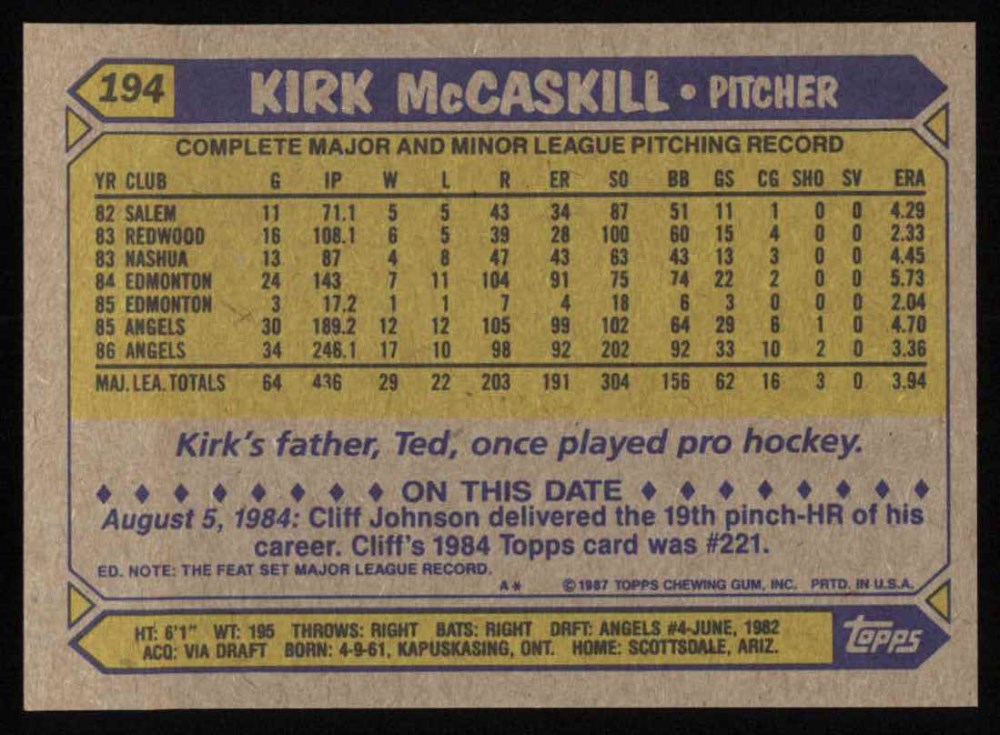 194 KIRK McCASKILL • PITCHER
COMPLETE MAJOR AND MINOR LEAGUE PITCHING RECORD
YR CLUB G IP W L R ER SO BB GS CG SHO SV ERA
82 SALEM 11 71.1 5 5 43 34 87 51 11 1 0 0 4.29
83 REDWOOD 16 108.1 6 5 39 28 100 60 15 4 0 0 2.33
83 NASHUA 13 87 4 8 47 43 63 43 13 3 0 0 4.45
84 EDMONTON 24 143 7 11 104 91 75 74 22 2 0 0 5.73
85 EDMONTON 3 17.2 1 1 7 4 18 6 3 0 0 0 2.04
85 ANGELS 30 189.2 12 12 105 99 102 64 29 6 1 0 4.70
86 ANGELS 34 246.1 17 10 98 92 202 92 33 10 2 0 3.36
MAJ. LEA. TOTALS 64 436 29 22 203 191 304 156 62 16 3 0 3.94
Kirk's father, Ted, once played pro hockey.
ON THIS DATE
August 5, 1984: Cliff Johnson delivered the 19th pinch-HR of his
career. Cliff's 1984 Topps card was #221.
ED. NOTE: THE FEAT SET MAJOR LEAGUE RECORD.
A* © 1987 TOPPS CHEWING GUM, INC. PRTD. IN U.S.A.
HT: 6'1" WT: 195 THROWS: RIGHT BATS: RIGHT DRFT: ANGELS #4-JUNE, 1982
ACQ: VIA DRAFT BORN: 4-9-61, KAPUSKASING, ONT. HOME: SCOTTSDALE, ARIZ.
topps